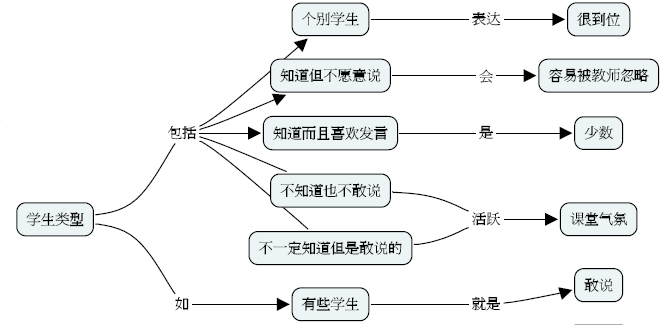 个别学生
表达
很到位
知道但不愿意说
会
容易被教师忽略
包括
知道而且喜欢发言
是
少数
不知道也不敢说
学生类型
活跃
课堂气氛
不一定知道但是敢说的
如
有些学生
就是
敢说